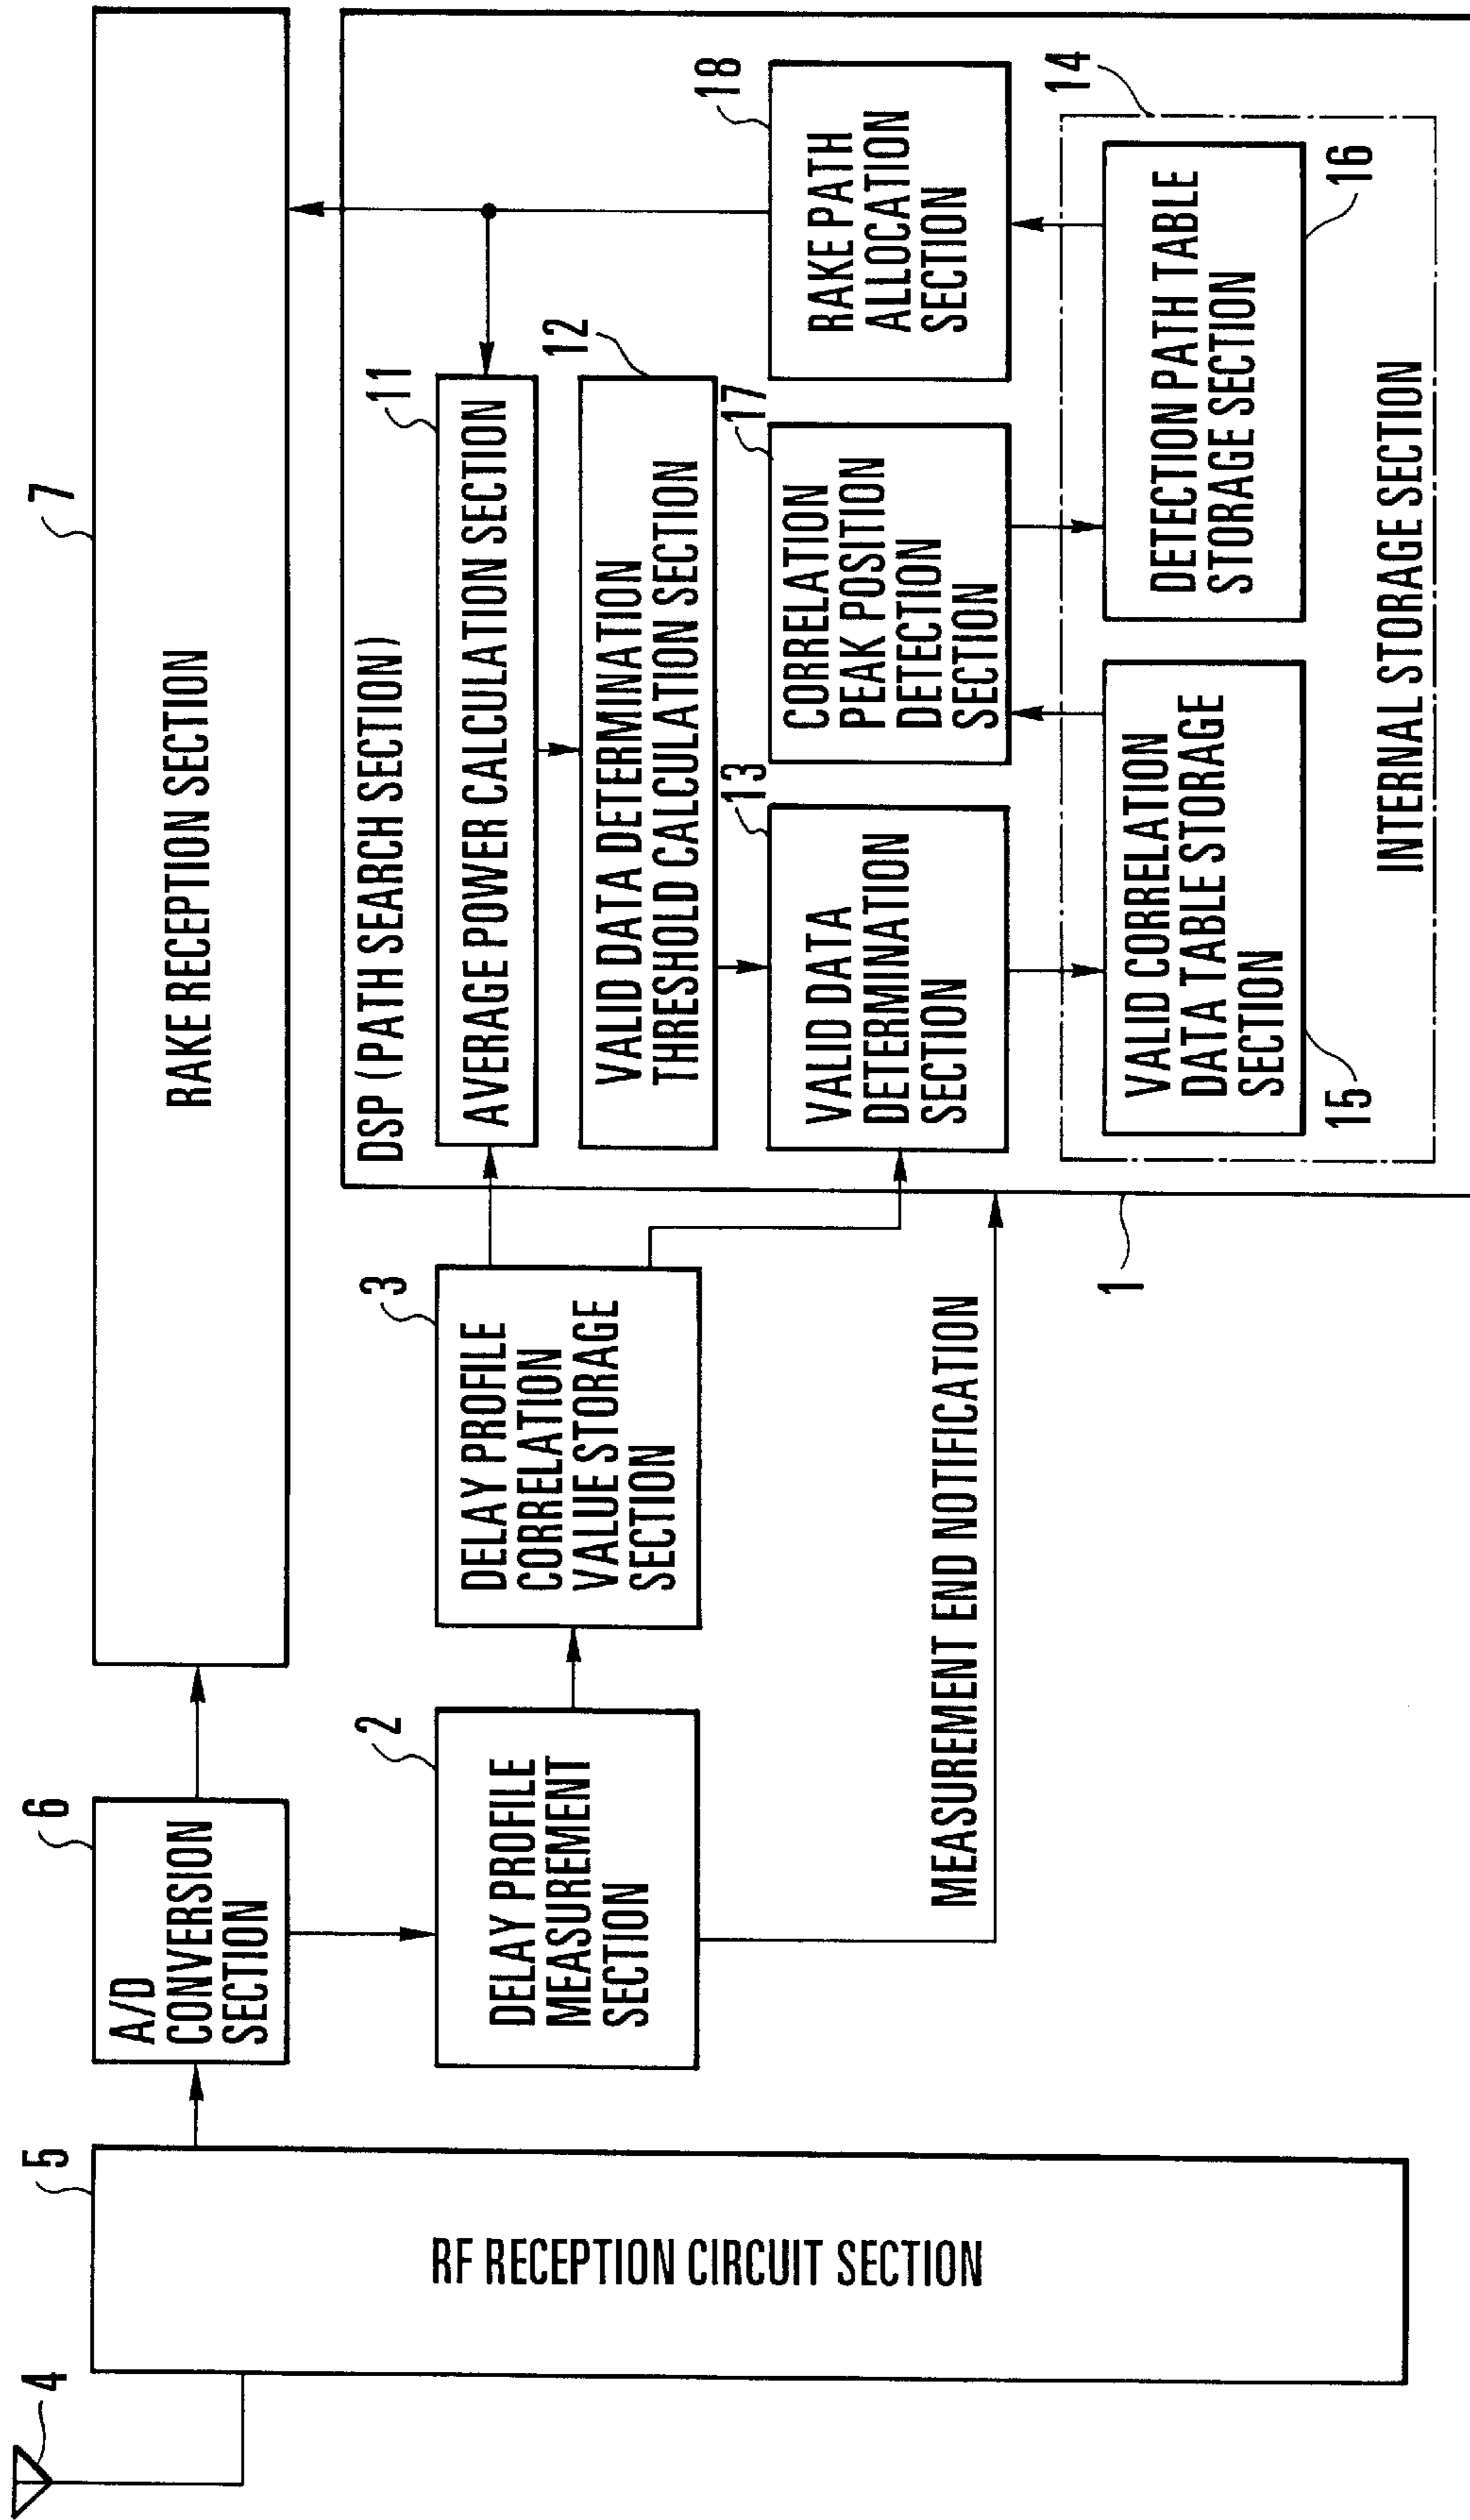 4
5
RF RECEPTION CIRCUIT SECTION
6
A/D
CONVERSION
SECTION
7
RAKE RECEPTION SECTION
2
DELAY PROFILE
MEASUREMENT
SECTION
3
DELAY PROFILE
CORRELATION
VALUE STORAGE
SECTION
MEASUREMENT END NOTIFICATION
1
DSP (PATH SEARCH SECTION)
11
AVERAGE POWER CALCULATION SECTION
12
VALID DATA DETERMINATION
THRESHOLD CALCULATION SECTION
13
VALID DATA
DETERMINATION
SECTION
17
CORRELATION
PEAK POSITION
DETECTION
SECTION
18
RAKE PATH
ALLOCATION
SECTION
14
15
VALID CORRELATION
DATA TABLE STORAGE
SECTION
16
DETECTION PATH TABLE
STORAGE SECTION
INTERNAL STORAGE SECTION